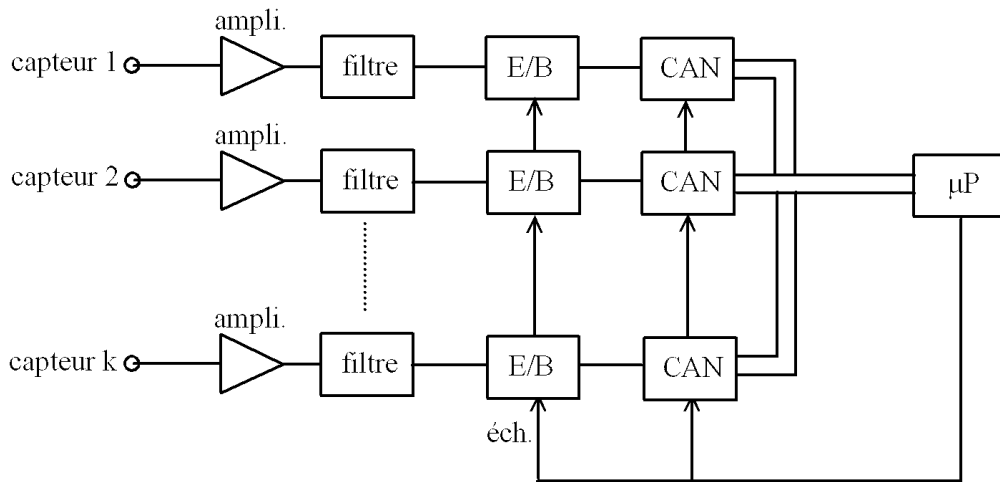 ampli.
capteur 1
filtre
E/B
CAN
ampli.
capteur 2
filtre
E/B
CAN
µP
ampli.
capteur k
filtre
E/B
CAN
éch.